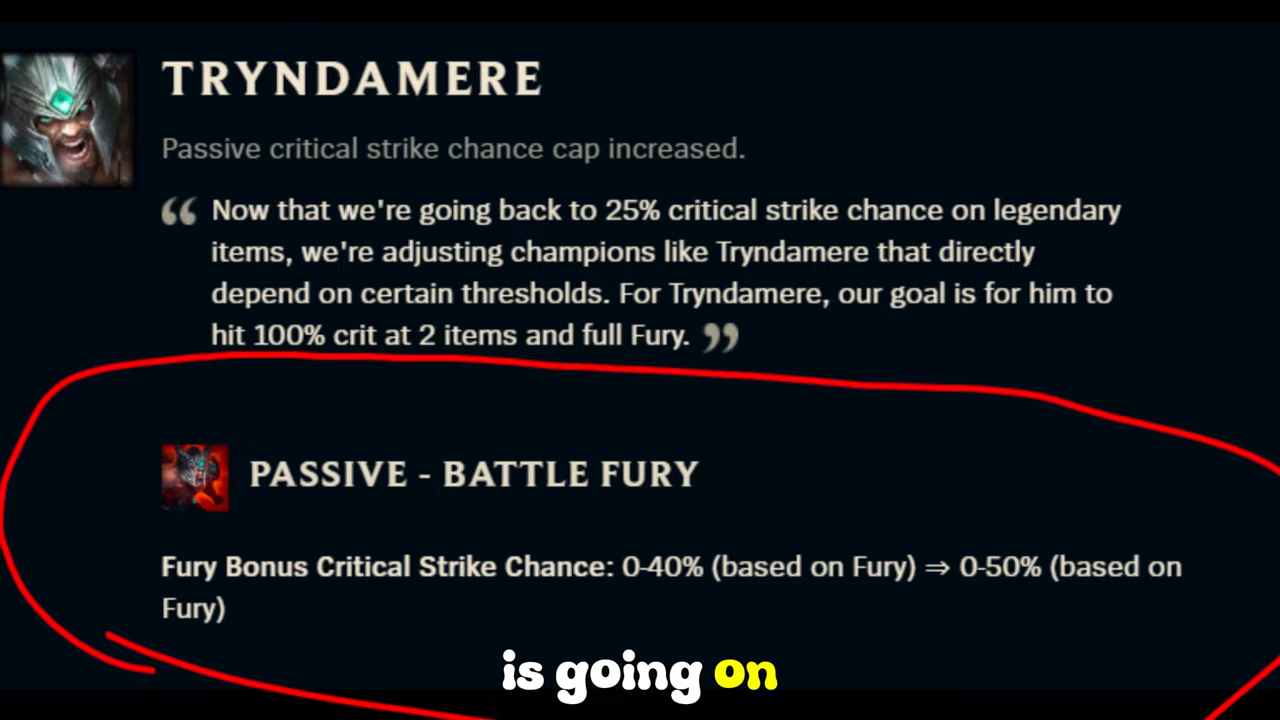 TRYNDAMERE
Passive critical strike chance cap increased.
“ Now that we're going back to 25% critical strike chance on legendary
items, we're adjusting champions like Tryndamere that directly
depend on certain thresholds. For Tryndamere, our goal is for him to
hit 100% crit at 2 items and full Fury. ”
PASSIVE - BATTLE FURY
Fury Bonus Critical Strike Chance: 0-40% (based on Fury) ⇒ 0-50% (based on
Fury)
is going on